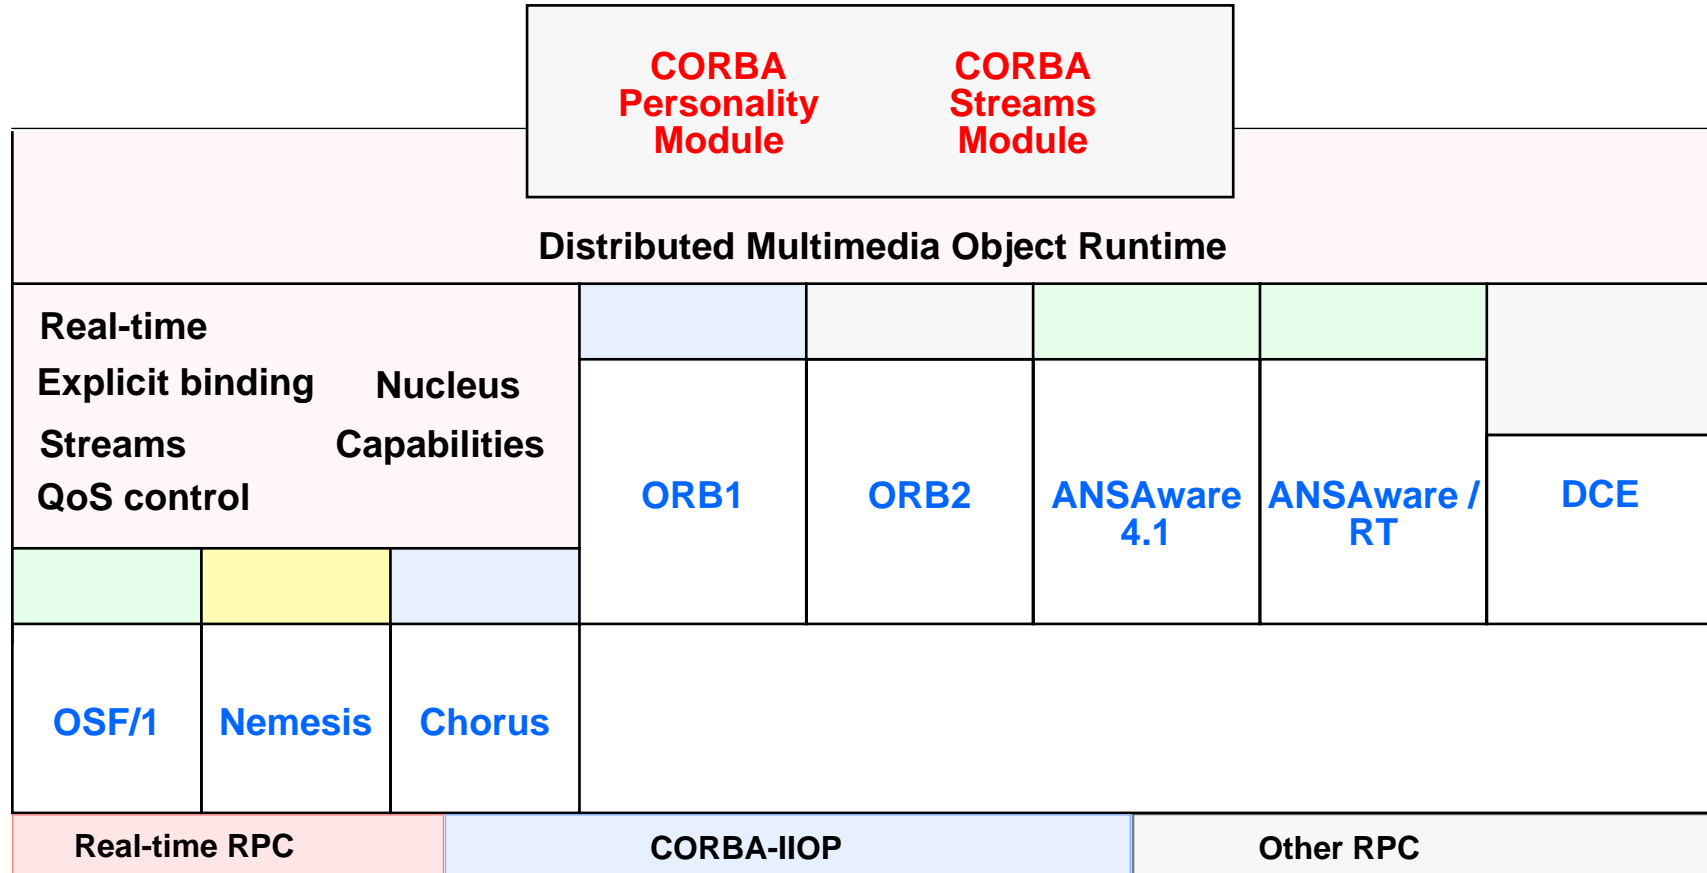 CORBA
Personality
Module
CORBA
Streams
Module
Distributed Multimedia Object Runtime
Real-time
Explicit binding
Nucleus
Streams
Capabilities
QoS control
ORB1
ORB2
ANSAware
4.1
ANSAware /
RT
DCE
OSF/1
Nemesis
Chorus
Real-time RPC
CORBA-IIOP
Other RPC